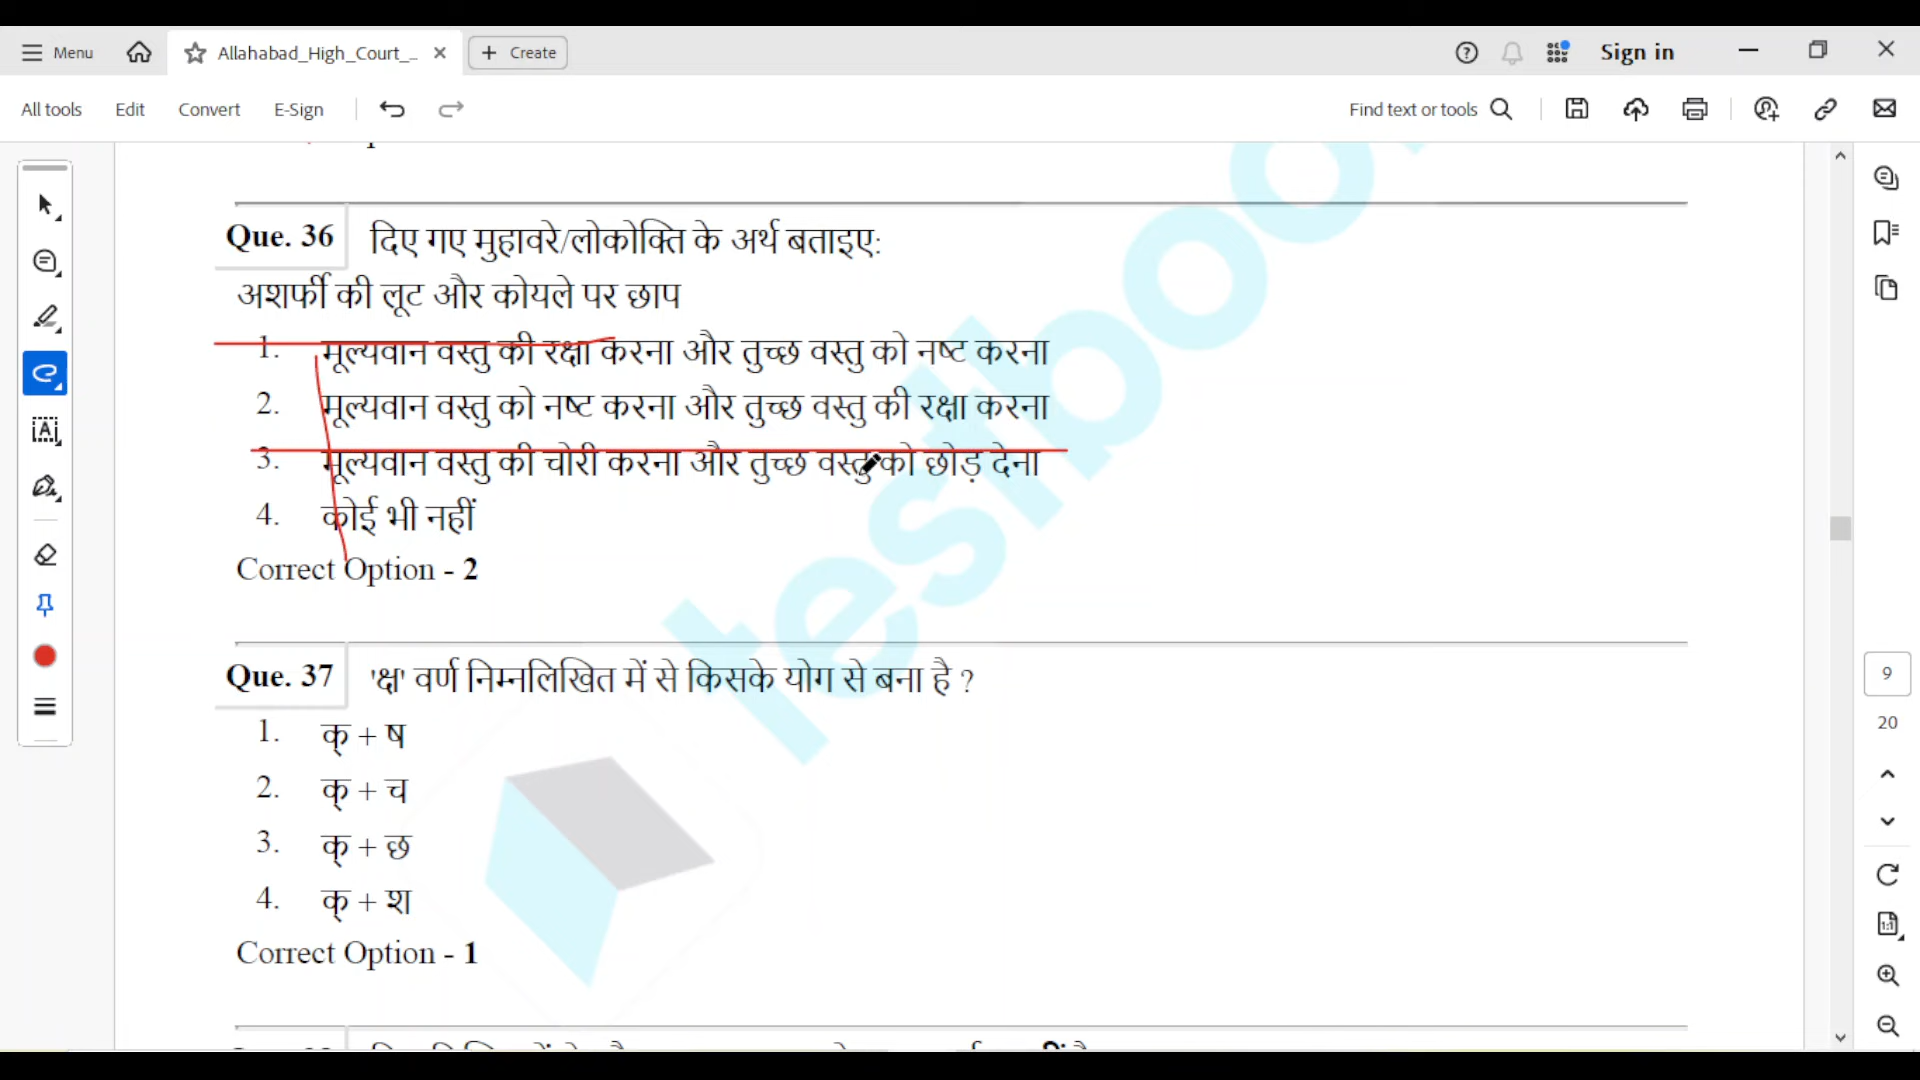 Menu
Allahabad_High_Court_...
Create
Sign in
All tools
Edit
Convert
E-Sign
Find text or tools
Que. 36 दिए गए मुहावरे/लोकोक्ति के अर्थ बताइए:
अशर्फी की लूट और कोयले पर छाप
1. मूल्यवान वस्तु की रक्षा करना और तुच्छ वस्तु को नष्ट करना
2. मूल्यवान वस्तु को नष्ट करना और तुच्छ वस्तु की रक्षा करना
3. मूल्यवान वस्तु की चोरी करना और तुच्छ वस्तु को छोड़ देना
4. कोई भी नहीं
Correct Option - 2
Que. 37 'क्ष' वर्ण निम्नलिखित में से किसके योग से बना है ?
1. क् + ष
2. क् + च
3. क् + छ
4. क् + श
Correct Option - 1
testboo
9
20